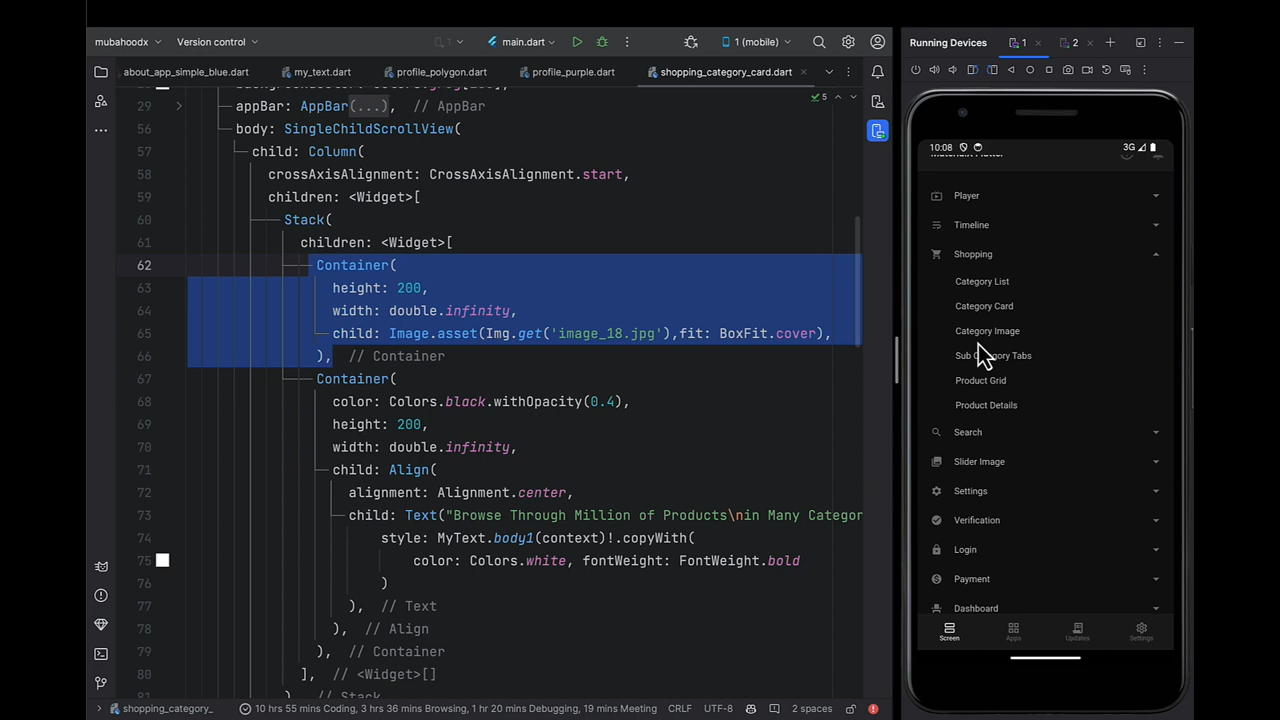 mubahoodx
Version control
main.dart
1 (mobile)
Running Devices
1
2
about_app_simple_blue.dart
my_text.dart
profile_polygon.dart
profile_purple.dart
shopping_category_card.dart
5
29 appBar: AppBar(...), // AppBar
56 body: SingleChildScrollView(
57 child: Column(
58 crossAxisAlignment: CrossAxisAlignment.start,
59 children: <Widget>[
60 Stack(
61 children: <Widget>[
62 Container(
63 height: 200,
64 width: double.infinity,
65 child: Image.asset(Img.get('image_18.jpg'),fit: BoxFit.cover),
66 ), // Container
67 Container(
68 color: Colors.black.withOpacity(0.4),
69 height: 200,
70 width: double.infinity,
71 child: Align(
72 alignment: Alignment.center,
73 child: Text("Browse Through Million of Products\nin Many Categor
74 style: MyText.body1(context)!.copyWith(
75 color: Colors.white, fontWeight: FontWeight.bold
76 )
77 ), // Text
78 ), // Align
79 ), // Container
80 ], // <Widget>[]
81 ) // Stack
shopping_category_
10 hrs 55 mins Coding, 3 hrs 36 mins Browsing, 1 hr 20 mins Debugging, 19 mins Meeting
CRLF
UTF-8
2 spaces
10:08
3G
Player
Timeline
Shopping
Category List
Category Card
Category Image
Sub Category Tabs
Product Grid
Product Details
Search
Slider Image
Settings
Verification
Login
Payment
Dashboard
Screen
Apps
Updates
Settings